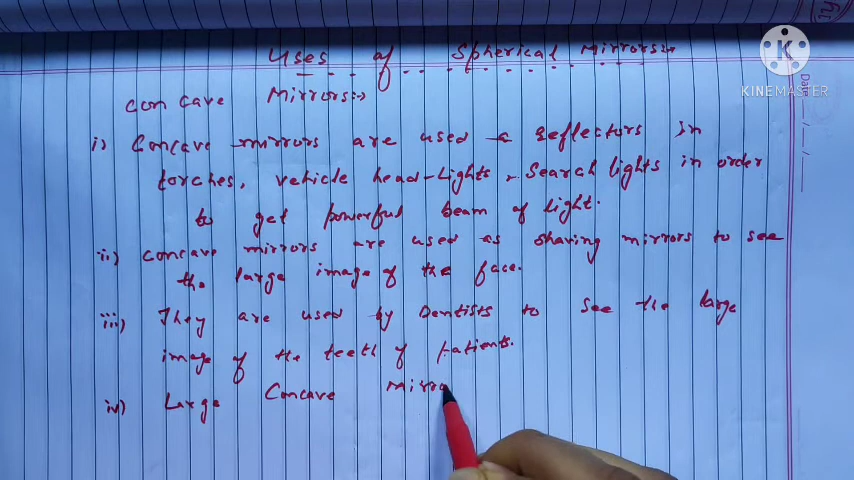 Uses of Spherical Mirrors:-
KINEMASTER
Concave Mirrors:-
i) Concave mirrors are used a reflectors in
torches, vehicle head-Lights, Search lights in order
to get powerful beam of light.
ii) concave mirrors are used as shaving mirrors to see
the large image of the face.
iii) They are used by Dentists to see the large
image of the teeth of patients.
iv) Large Concave Mirro
Date